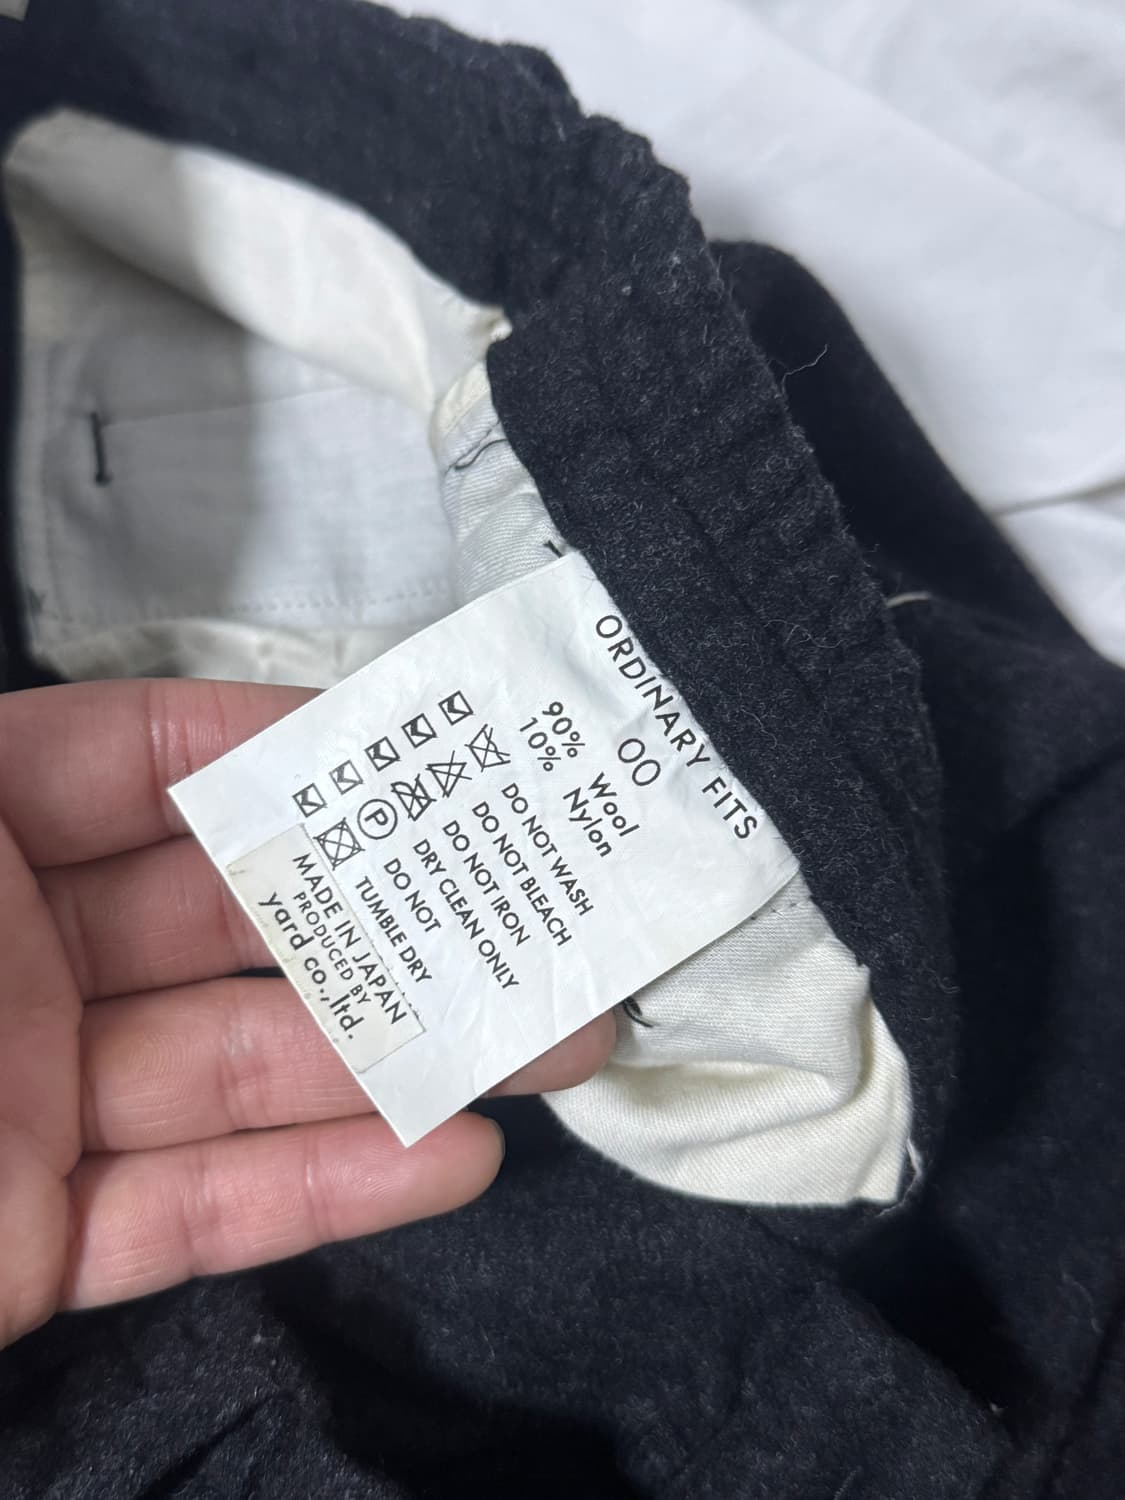 ORDINARY FITS
00
90% Wool
10% Nylon
DO NOT WASH
DO NOT BLEACH
DO NOT IRON
DRY CLEAN ONLY
P
DO NOT
TUMBLE DRY
MADE IN JAPAN
PRODUCED BY
yard co.,ltd.